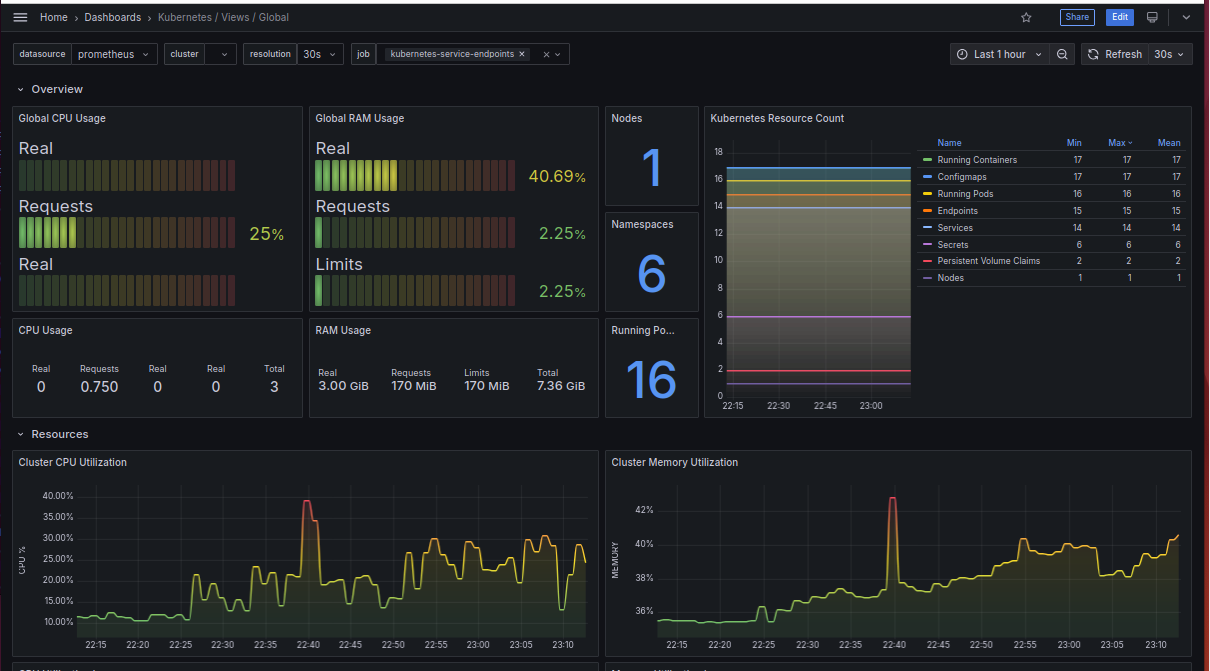 Home › Dashboards › Kubernetes / Views / Global
Share Edit
datasource prometheus cluster resolution 30s job kubernetes-service-endpoints × ×
Last 1 hour Refresh 30s
Overview
Global CPU Usage
Real
Requests
25%
Real
Global RAM Usage
Real
40.69%
Requests
2.25%
Limits
2.25%
Nodes
1
Namespaces
6
Running Po...
16
CPU Usage
Real Requests Real Real Total
0 0.750 0 0 3
RAM Usage
Real Requests Limits Total
3.00 GiB 170 MiB 170 MiB 7.36 GiB
Kubernetes Resource Count
18
16
14
12
10
8
6
4
2
0
22:15 22:30 22:45 23:00
Name Min Max Mean
Running Containers 17 17 17
Configmaps 17 17 17
Running Pods 16 16 16
Endpoints 15 15 15
Services 14 14 14
Secrets 6 6 6
Persistent Volume Claims 2 2 2
Nodes 1 1 1
Resources
Cluster CPU Utilization
CPU %
40.00%
35.00%
30.00%
25.00%
20.00%
15.00%
10.00%
22:15 22:20 22:25 22:30 22:35 22:40 22:45 22:50 22:55 23:00 23:05 23:10
Cluster Memory Utilization
MEMORY
42%
40%
38%
36%
22:15 22:20 22:25 22:30 22:35 22:40 22:45 22:50 22:55 23:00 23:05 23:10